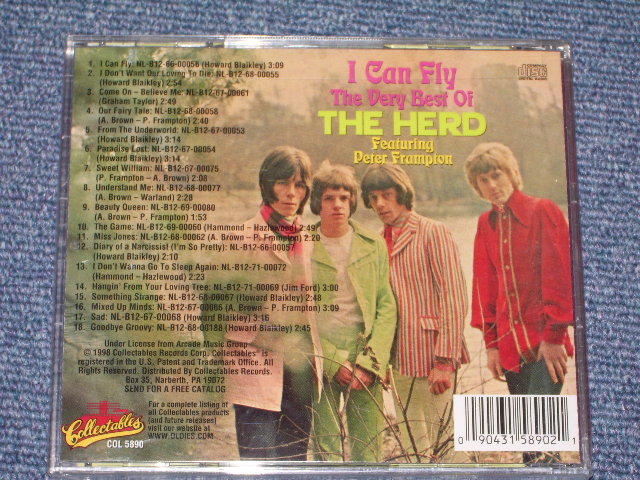 1. I Can Fly: NL-B12-66-00056 (Howard Blaikley) 3:09
2. I Don't Want Our Loving To Die: NL-B12-68-00055
(Howard Blaikley) 2:54
3. Come On – Believe Me: NL-B12-67-00061
(Graham Taylor) 2:49
4. Our Fairy Tale: NL-B12-68-00058
(A. Brown – P. Frampton) 2:40
5. From The Underworld: NL-B12-67-00053
(Howard Blaikley) 3:14
6. Paradise Lost: NL-B12-67-00054
(Howard Blaikley) 3:14
7. Sweet William: NL-B12-67-00075
(P. Frampton – A. Brown) 2:08
8. Understand Me: NL-B12-68-00077
(A. Brown – Warland) 2:28
9. Beauty Queen: NL-B12-69-00080
(A. Brown – P. Frampton) 1:53
10. The Game: NL-B12-69-00060 (Hammond – Hazlewood) 2:49
11. Miss Jones: NL-B12-68-00062 (A. Brown – P. Frampton) 2:20
12. Diary of a Narcissist (I'm So Pretty): NL-B12-66-00057
(Howard Blaikley) 2:10
13. I Don't Wanna Go To Sleep Again: NL-B12-71-00072
(Hammond – Hazlewood) 2:23
14. Hangin' From Your Loving Tree: NL-B12-71-00069 (Jim Ford) 3:00
15. Something Strange: NL-B12-68-00067 (Howard Blaikley) 2:48
16. Mixed Up Minds: NL-B12-67-00066 (A. Brown – P. Frampton) 3:09
17. Sad: NL-B12-67-00068 (Howard Blaikley) 3:16
18. Goodbye Groovy: NL-B12-68-00188 (Howard Blaikley) 2:45
Under License from Arcade Music Group
© 1998 Collectables Records Corp. Collectables® is
registered in the U.S. Patent and Trademark Office. All
Rights Reserved. Distributed By Collectables Records.
Box 35, Narberth, PA 19072
SEND FOR A FREE CATALOG
Collectables
COL 5890
For a complete listing of
all Collectables products
(and future releases)
visit our website at
WWW.OLDIES.COM
I Can Fly
The Very Best Of
THE HERD
Featuring
Peter Frampton
COMPACT
DISC
DIGITAL AUDIO
0 90431 58902 1